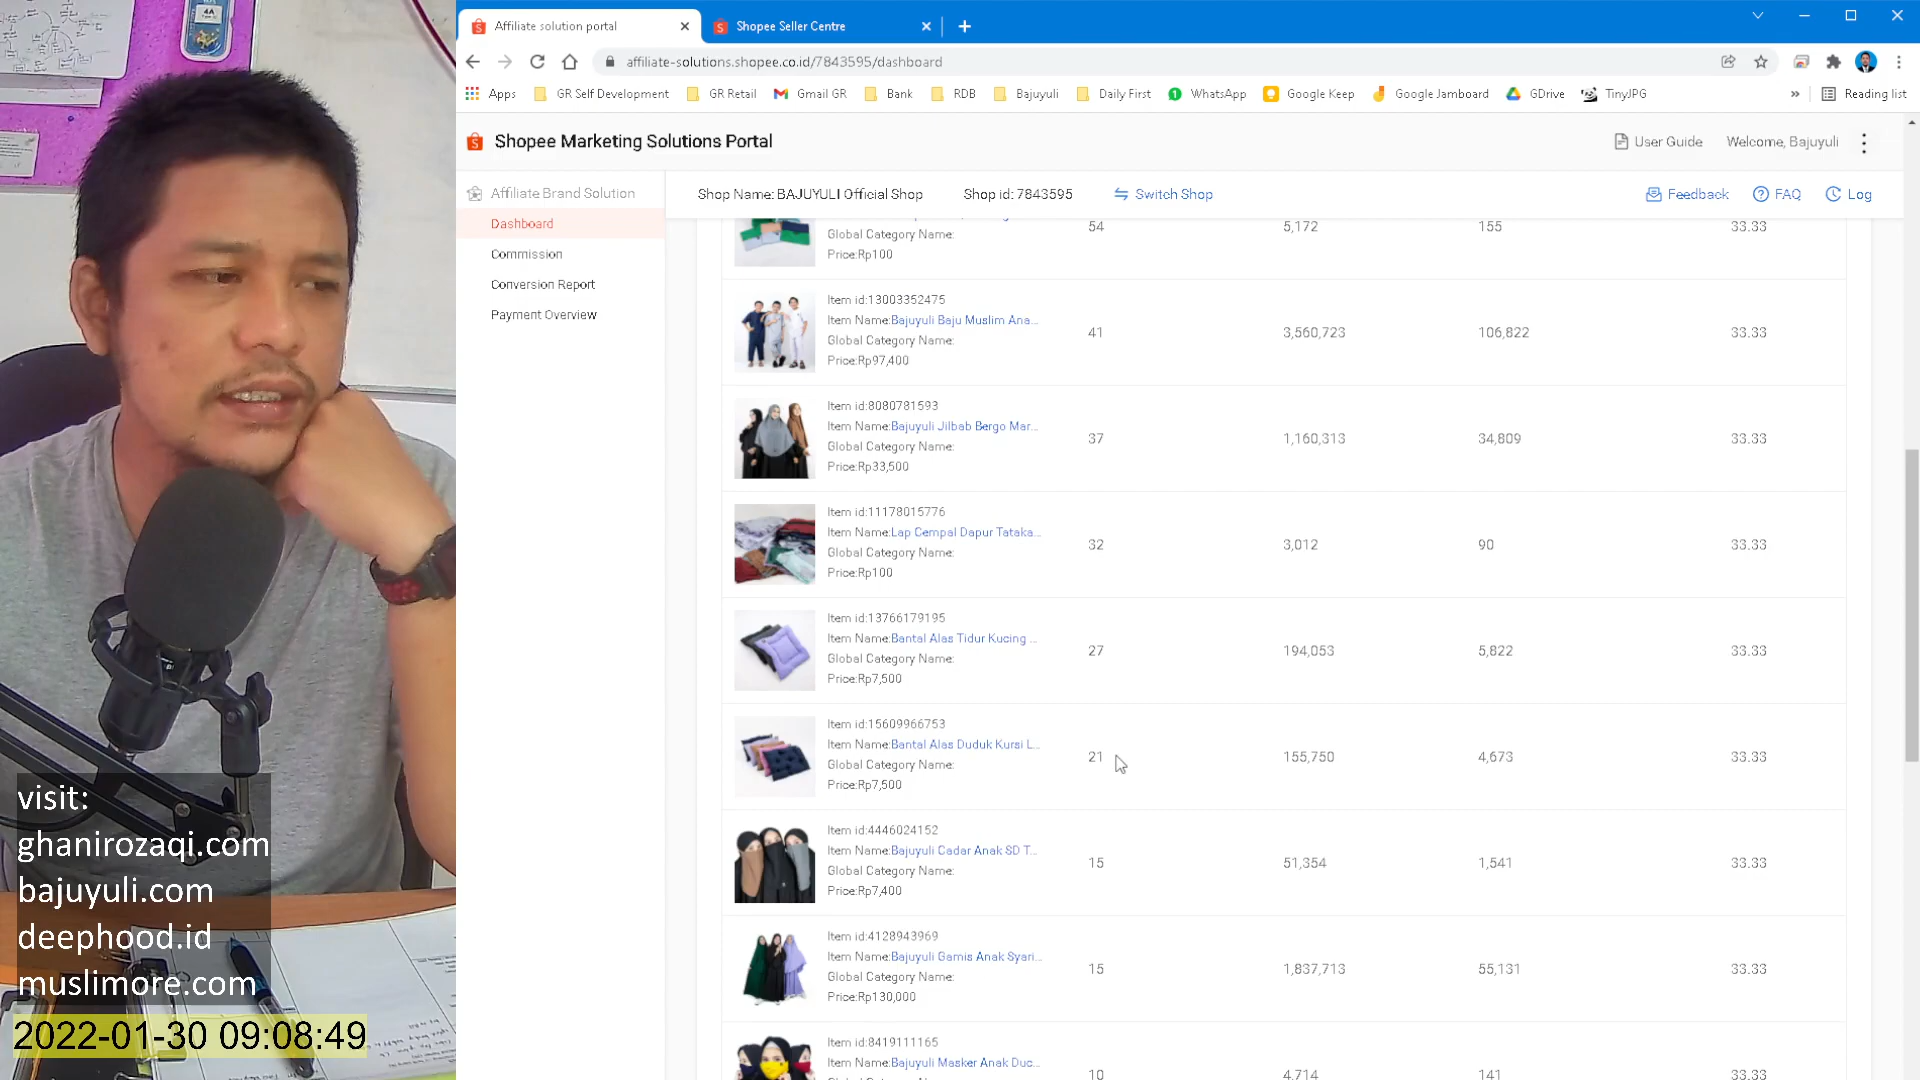 4A
visit:
ghanirozaqi.com
bajuyuli.com
deephood.id
muslimore.com
2022-01-30 09:08:49
Affiliate solution portal
Shopee Seller Centre
affiliate-solutions.shopee.co.id/7843595/dashboard
Apps
GR Self Development
GR Retail
Gmail GR
Bank
RDB
Bajuyuli
Daily First
WhatsApp
Google Keep
Google Jamboard
GDrive
TinyJPG
»
Reading list
Shopee Marketing Solutions Portal
User Guide
Welcome, Bajuyuli
Affiliate Brand Solution
Dashboard
Commission
Conversion Report
Payment Overview
Shop Name: BAJUYULI Official Shop
Shop id: 7843595
Switch Shop
Feedback
FAQ
Log
Global Category Name:
Price:Rp100
54 5,172 155 33.33
Item id:13003352475
Item Name:Bajuyuli Baju Muslim Ana...
Global Category Name:
Price:Rp97,400
41 3,560,723 106,822 33.33
Item id:8080781593
Item Name:Bajuyuli Jilbab Bergo Mar...
Global Category Name:
Price:Rp33,500
37 1,160,313 34,809 33.33
Item id:11178015776
Item Name:Lap Cempal Dapur Tataka...
Global Category Name:
Price:Rp100
32 3,012 90 33.33
Item id:13766179195
Item Name:Bantal Alas Tidur Kucing ...
Global Category Name:
Price:Rp7,500
27 194,053 5,822 33.33
Item id:15609966753
Item Name:Bantal Alas Duduk Kursi L...
Global Category Name:
Price:Rp7,500
21 155,750 4,673 33.33
Item id:4446024152
Item Name:Bajuyuli Cadar Anak SD T...
Global Category Name:
Price:Rp7,400
15 51,354 1,541 33.33
Item id:4128943969
Item Name:Bajuyuli Gamis Anak Syari...
Global Category Name:
Price:Rp130,000
15 1,837,713 55,131 33.33
Item id:8419111165
Item Name:Bajuyuli Masker Anak Duc...
10 4,714 141 33.33